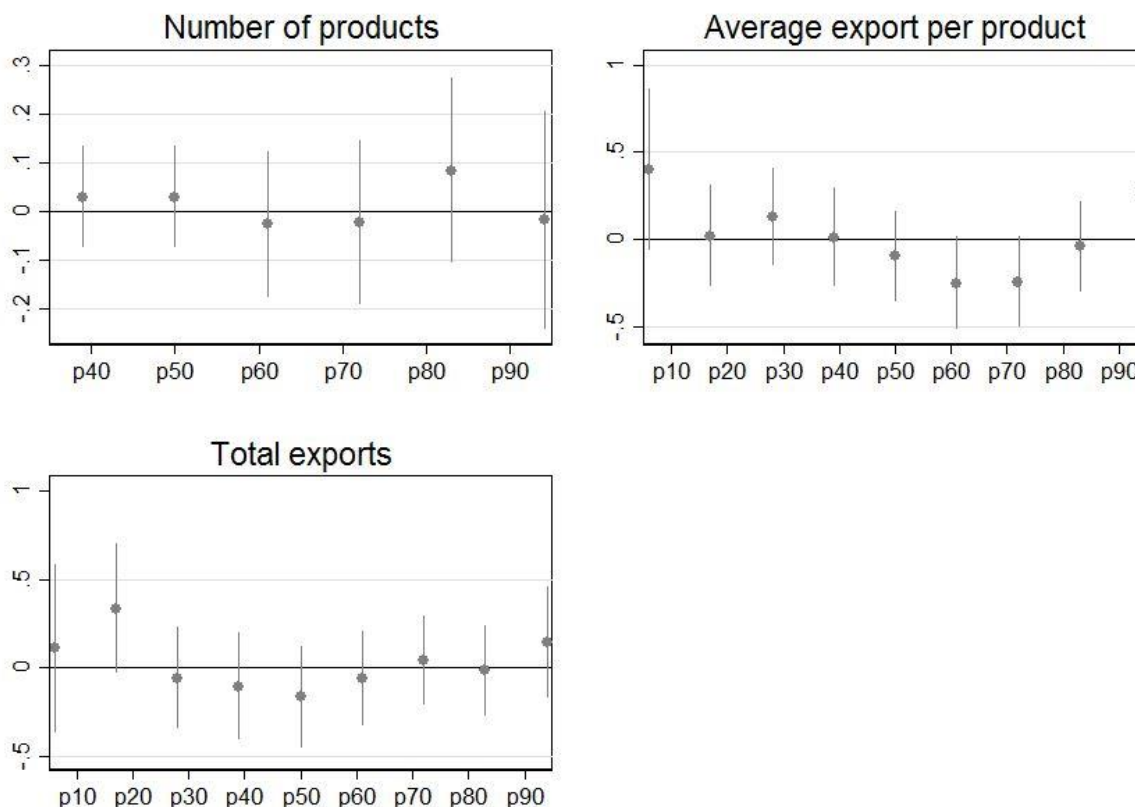 Number of products
.3
.2
.1
0
-.1
-.2
p40 p50 p60 p70 p80 p90
Average export per product
1
.5
0
-.5
p10 p20 p30 p40 p50 p60 p70 p80 p90
Total exports
1
.5
0
-.5
p10 p20 p30 p40 p50 p60 p70 p80 p90